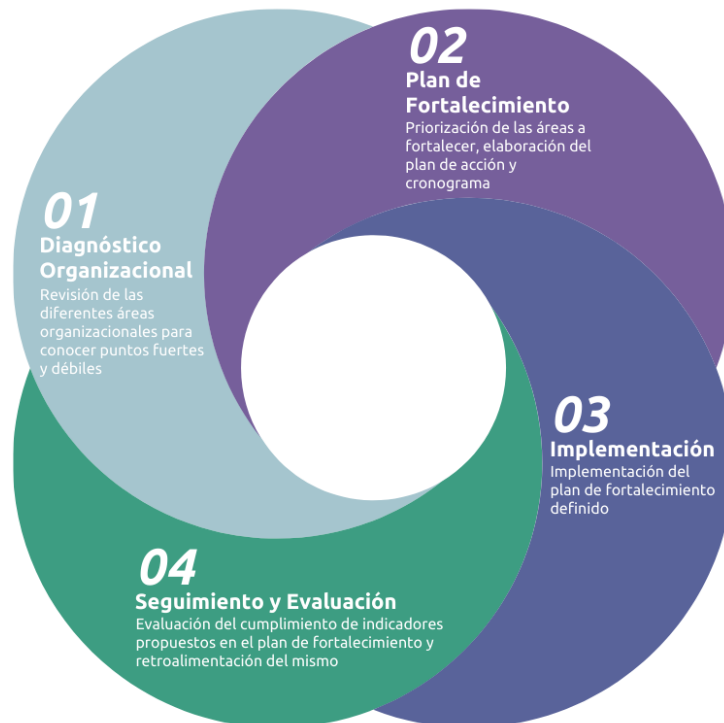 01
Diagnóstico
Organizacional
Revisión de las
diferentes áreas
organizacionales para
conocer puntos fuertes
y débiles
02
Plan de
Fortalecimiento
Priorización de las áreas a
fortalecer, elaboración del
plan de acción y
cronograma
03
Implementación
Implementación del
plan de fortalecimiento
definido
04
Seguimiento y Evaluación
Evaluación del cumplimiento de indicadores
propuestos en el plan de fortalecimiento y
retroalimentación del mismo